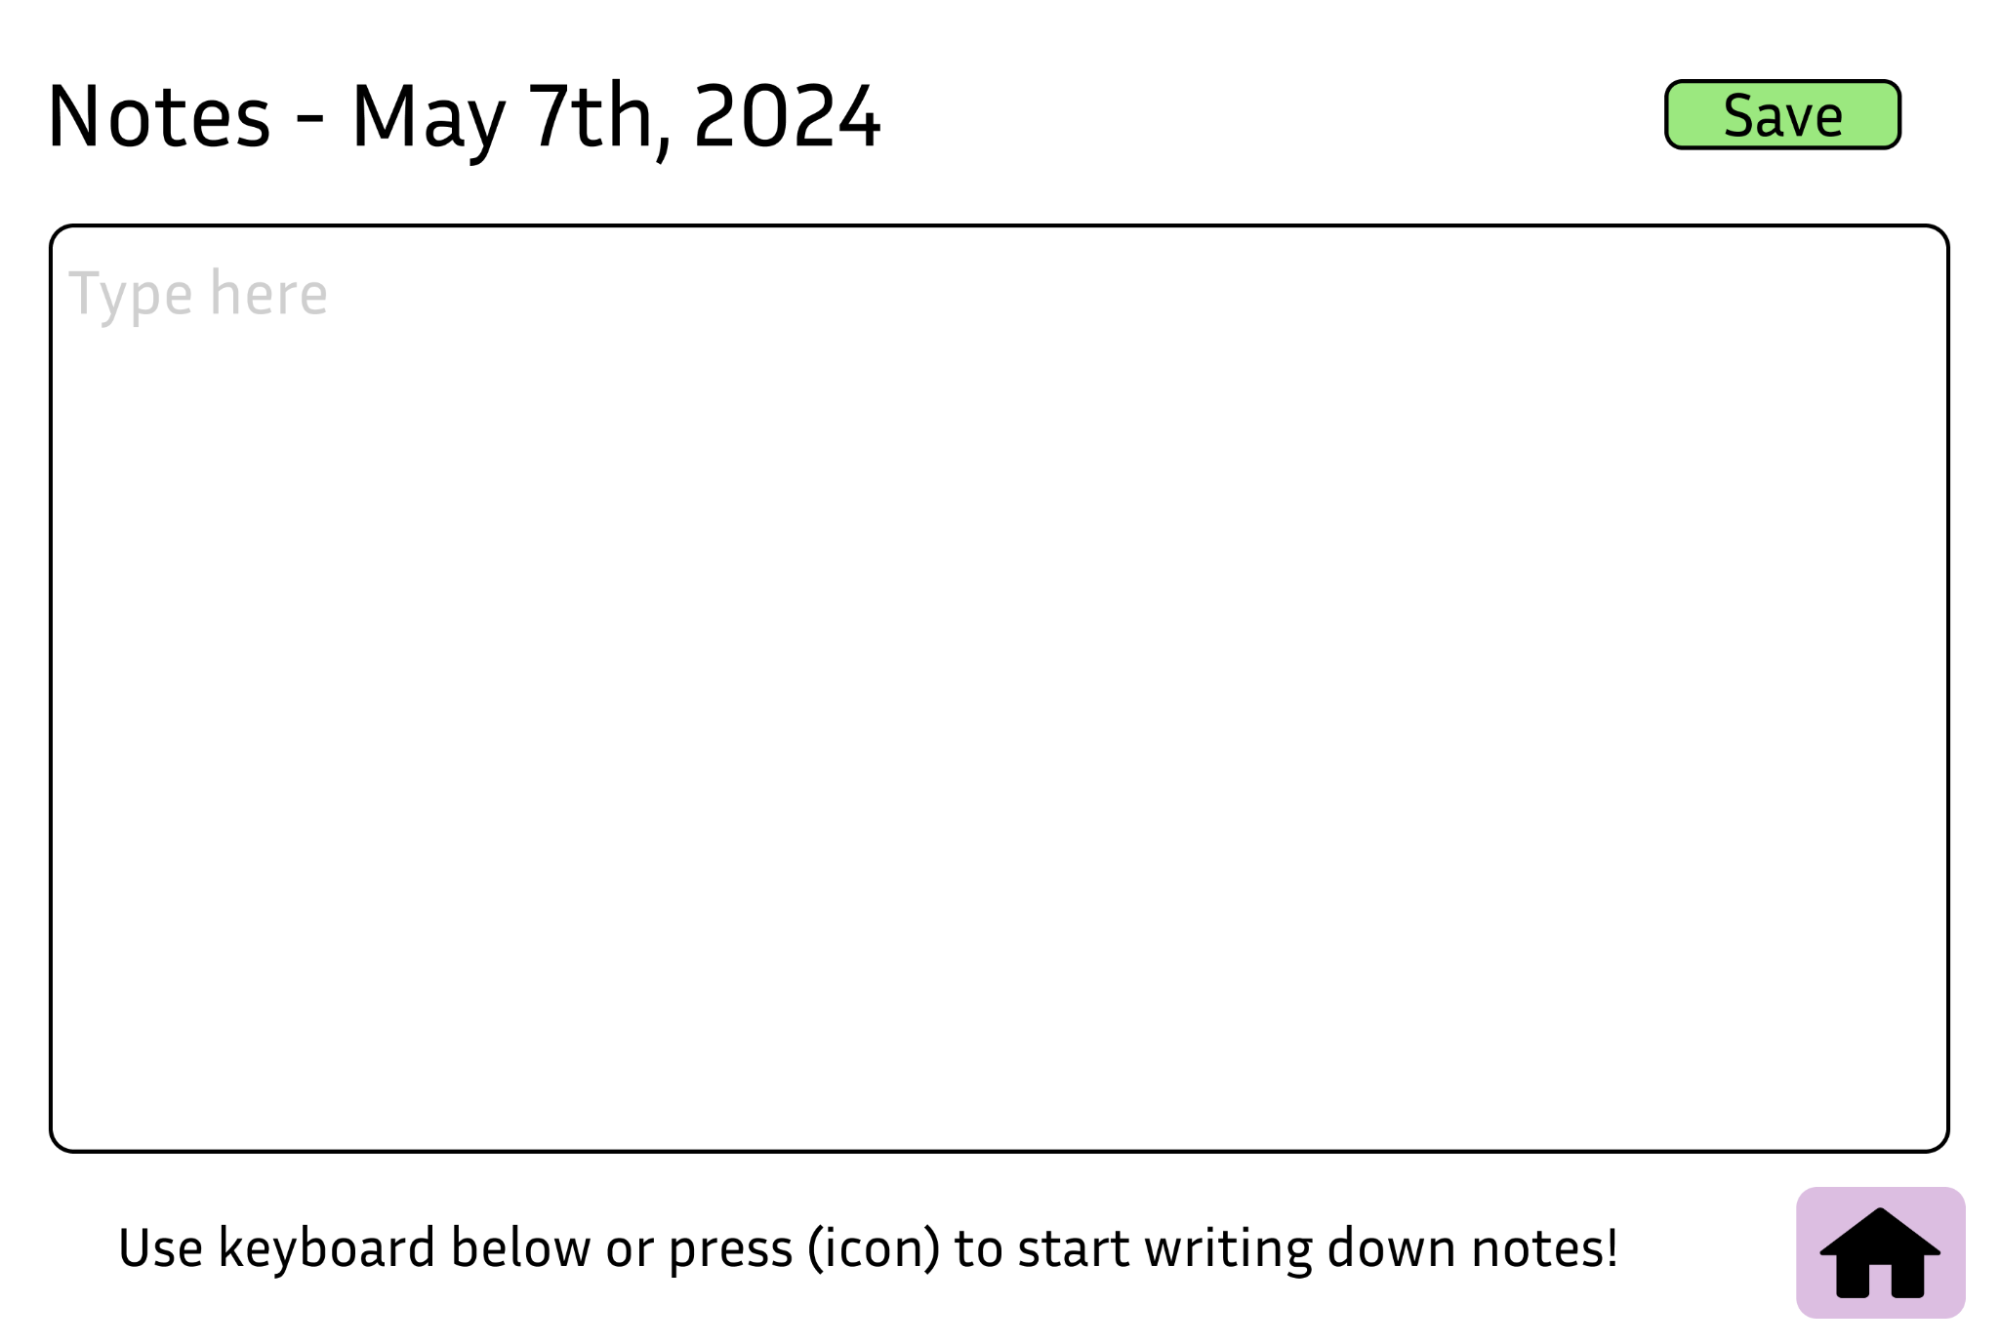 Notes - May 7th, 2024
Save
Type here
Use keyboard below or press (icon) to start writing down notes!